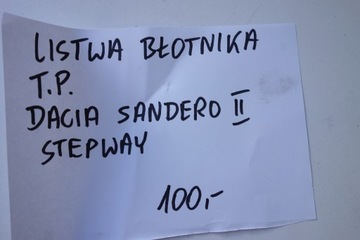 LISTWA BŁOTNIKA
T.P.
DACIA SANDERO II
STEPWAY
100,-